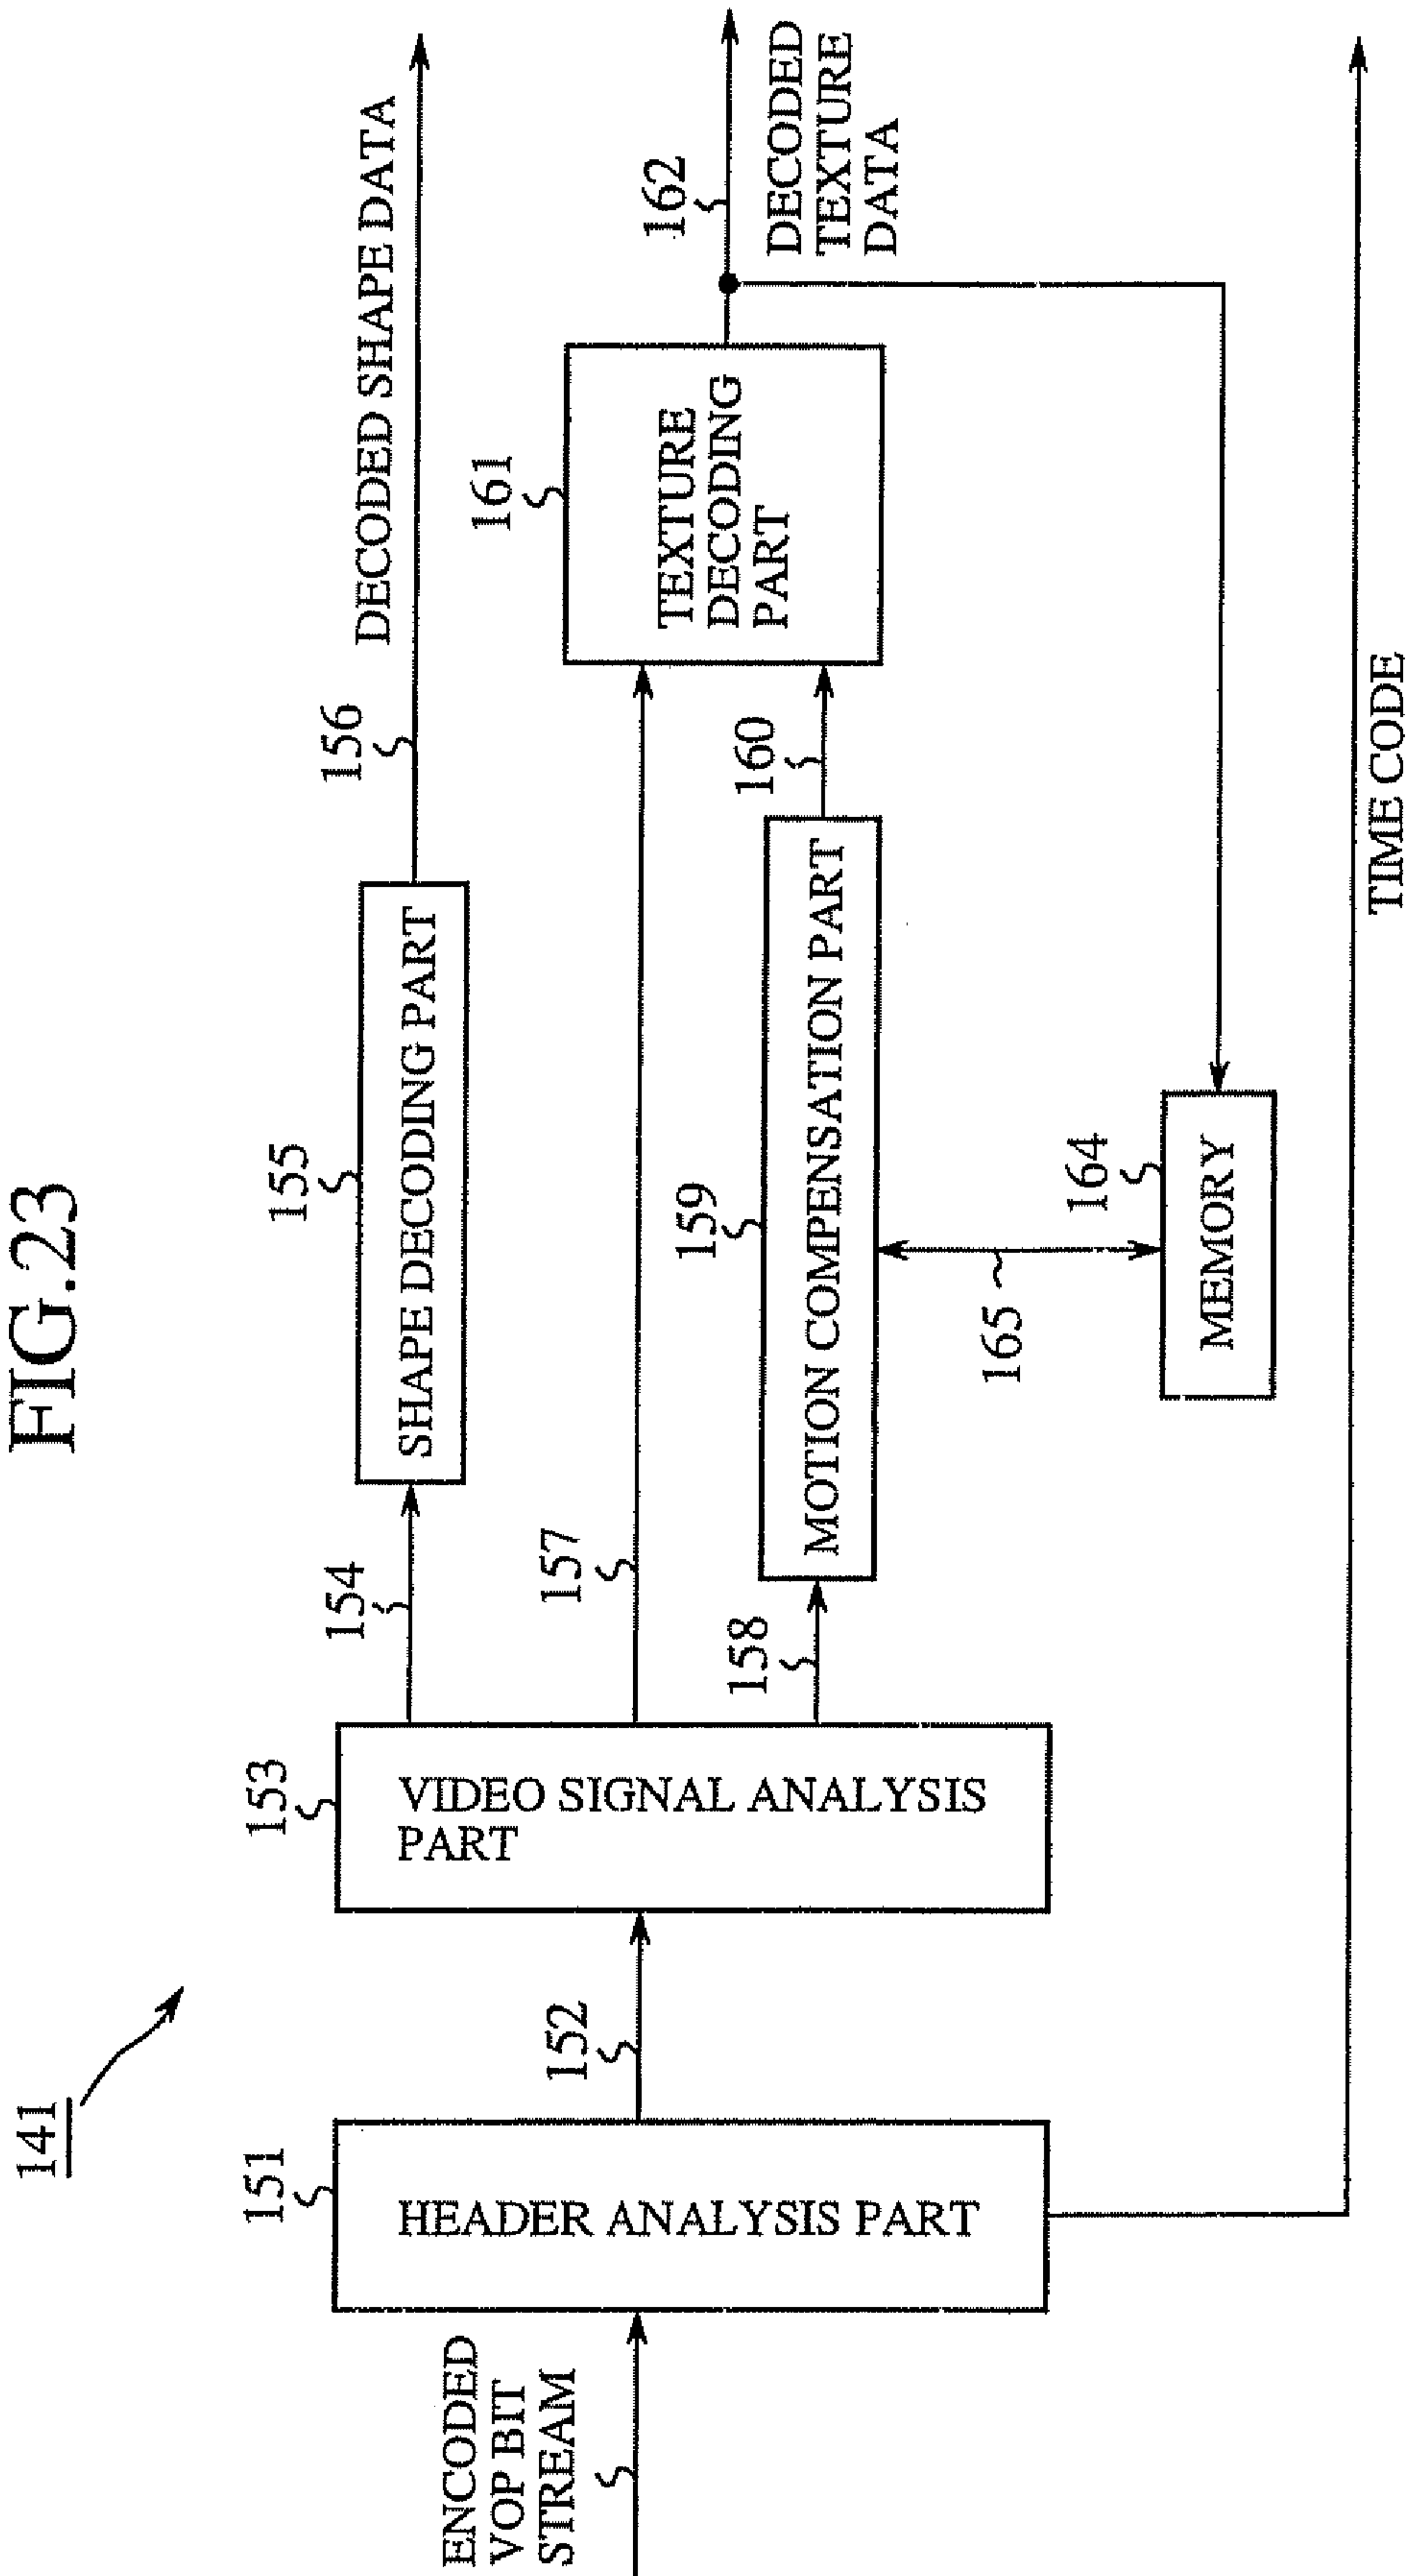 FIG.23
141
ENCODED
VOP BIT
STREAM
151
HEADER ANALYSIS PART
152
153
VIDEO SIGNAL ANALYSIS
PART
154
155
SHAPE DECODING PART
156
DECODED SHAPE DATA
157
158
159
MOTION COMPENSATION PART
160
161
TEXTURE
DECODING
PART
162
DECODED
TEXTURE
DATA
165
164
MEMORY
TIME CODE